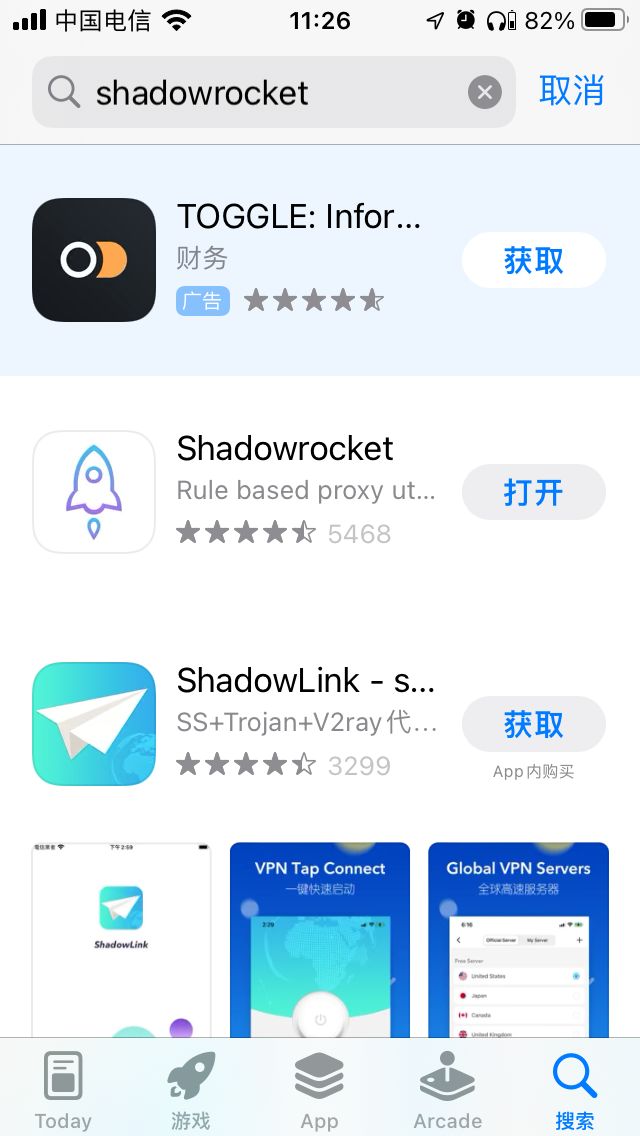 中国电信
11:26
82%
shadowrocket
取消
TOGGLE: Infor...
财务
获取
广告
Shadowrocket
Rule based proxy ut...
打开
5468
ShadowLink - s...
SS+Trojan+V2ray代...
获取
3299
App内购买
下午2:59
ShadowLink
VPN Tap Connect
一键快速启动
2:29
Global VPN Servers
全球高速服务器
6:16
Official Server
My Server
Free Server
United States
Japan
Canada
United Kingdom
Today
游戏
App
Arcade
搜索